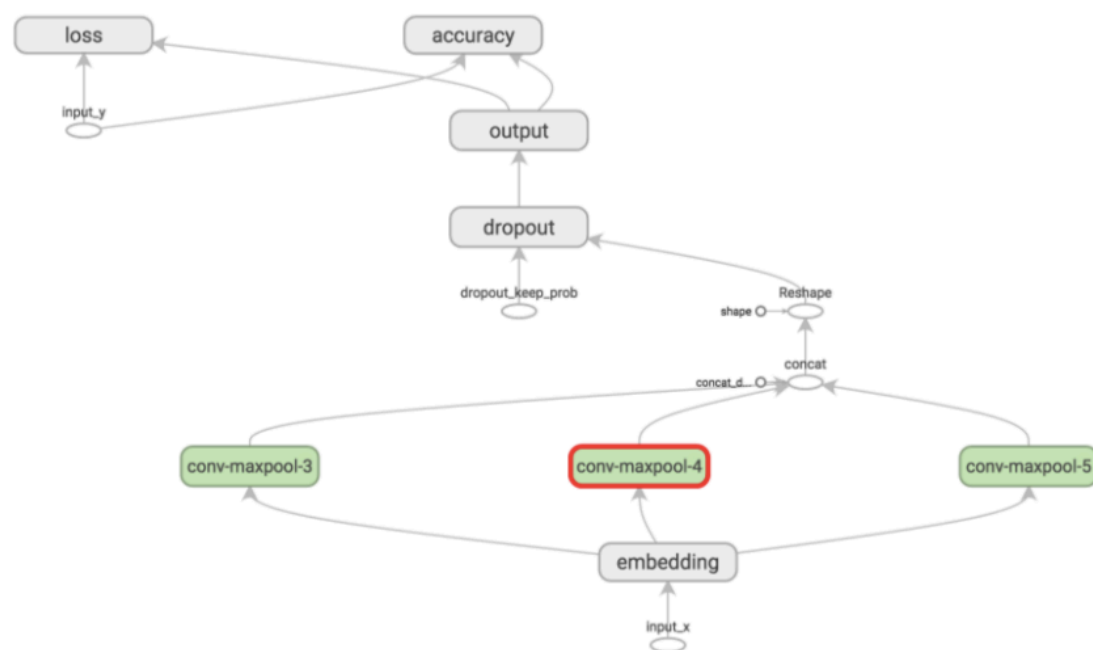 loss
accuracy
input_y
output
dropout
dropout_keep_prob
Reshape
shape
concat
concat_d...
conv-maxpool-3
conv-maxpool-4
conv-maxpool-5
embedding
input_x